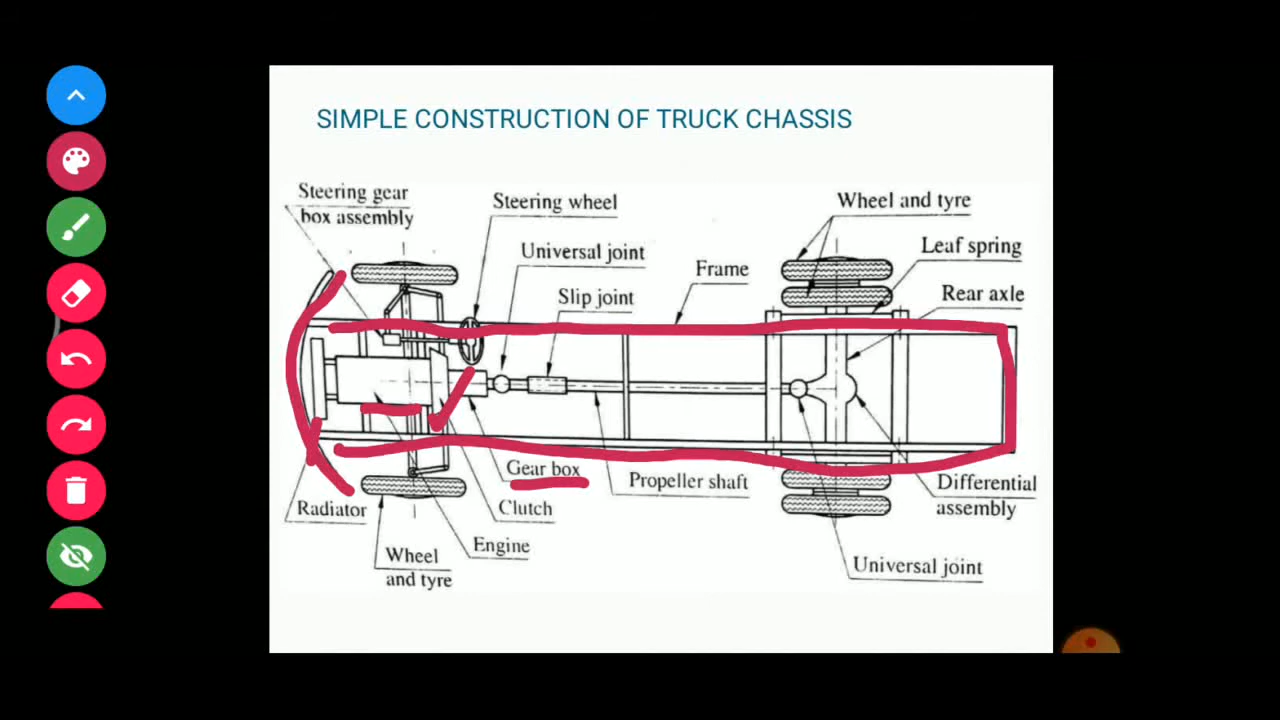 SIMPLE CONSTRUCTION OF TRUCK CHASSIS
Steering gear
box assembly
Steering wheel
Universal joint
Slip joint
Frame
Wheel and tyre
Leaf spring
Rear axle
Radiator
Wheel
and tyre
Engine
Clutch
Gear box
Propeller shaft
Differential
assembly
Universal joint